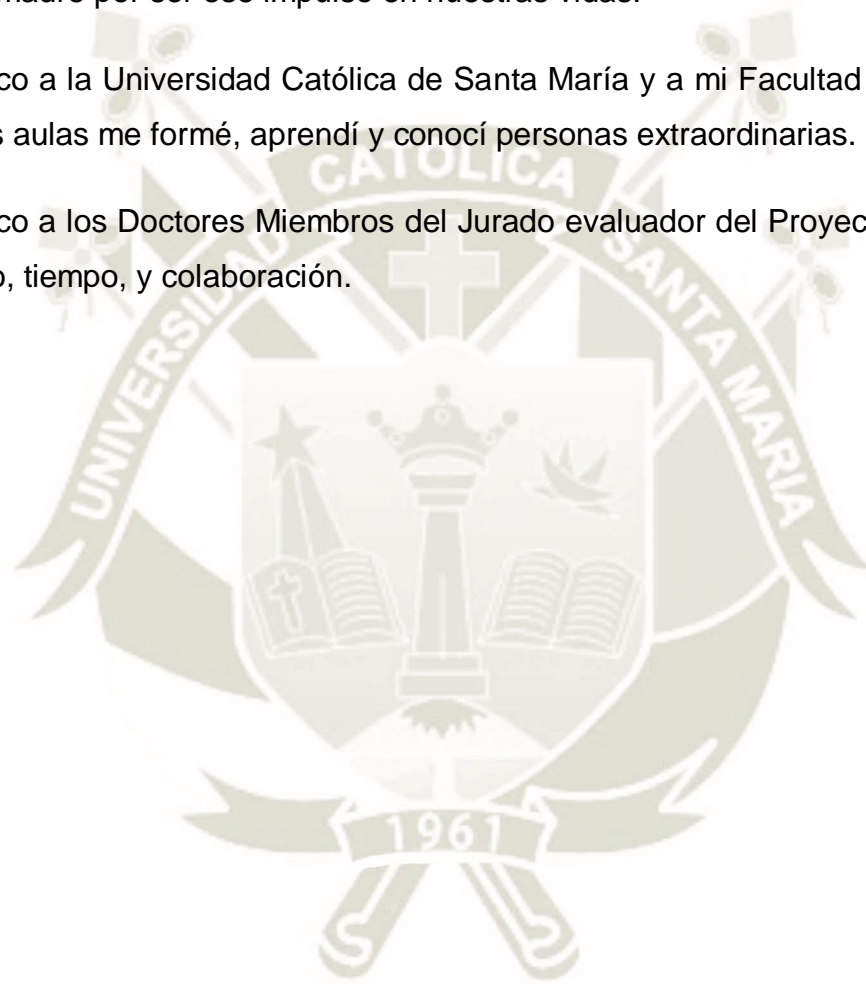 madre por ser ese impulso en nuestras vidas.
co a la Universidad Católica de Santa María y a mi Facultad
s aulas me formé, aprendí y conocí personas extraordinarias.
co a los Doctores Miembros del Jurado evaluador del Proyec
o, tiempo, y colaboración.
UNIVERSIDAD CATOLICA SANTA MARIA
1961